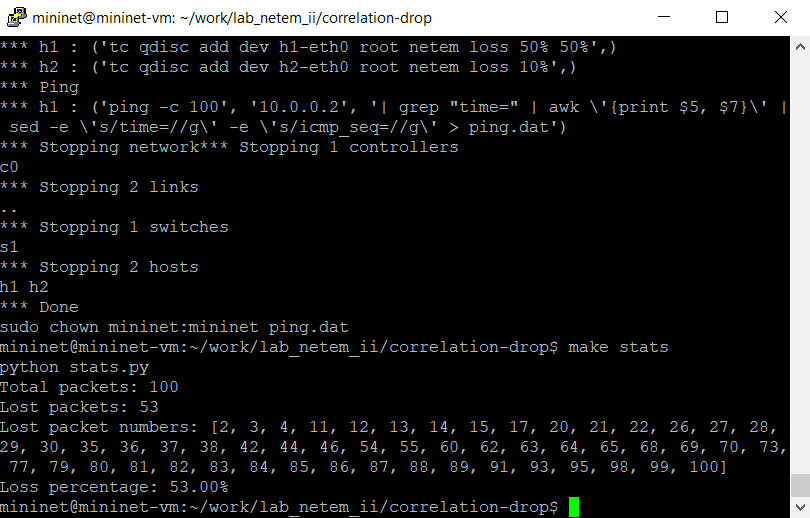 mininet@mininet-vm: ~/work/lab_netem_ii/correlation-drop
*** h1 : ('tc qdisc add dev h1-eth0 root netem loss 50% 50%',)
*** h2 : ('tc qdisc add dev h2-eth0 root netem loss 10%',)
*** Ping
*** h1 : ('ping -c 100', '10.0.0.2', '| grep "time=" | awk \'{print $5, $7}\' |
 sed -e \'s/time=//g\' -e \'s/icmp_seq=//g\' > ping.dat')
*** Stopping network*** Stopping 1 controllers
c0
*** Stopping 2 links
..
*** Stopping 1 switches
s1
*** Stopping 2 hosts
h1 h2
*** Done
sudo chown mininet:mininet ping.dat
mininet@mininet-vm:~/work/lab_netem_ii/correlation-drop$ make stats
python stats.py
Total packets: 100
Lost packets: 53
Lost packet numbers: [2, 3, 4, 11, 12, 13, 14, 15, 17, 20, 21, 22, 26, 27, 28,
29, 30, 35, 36, 37, 38, 42, 44, 46, 54, 55, 60, 62, 63, 64, 65, 68, 69, 70, 73,
 77, 79, 80, 81, 82, 83, 84, 85, 86, 87, 88, 89, 91, 93, 95, 98, 99, 100]
Loss percentage: 53.00%
mininet@mininet-vm:~/work/lab_netem_ii/correlation-drop$